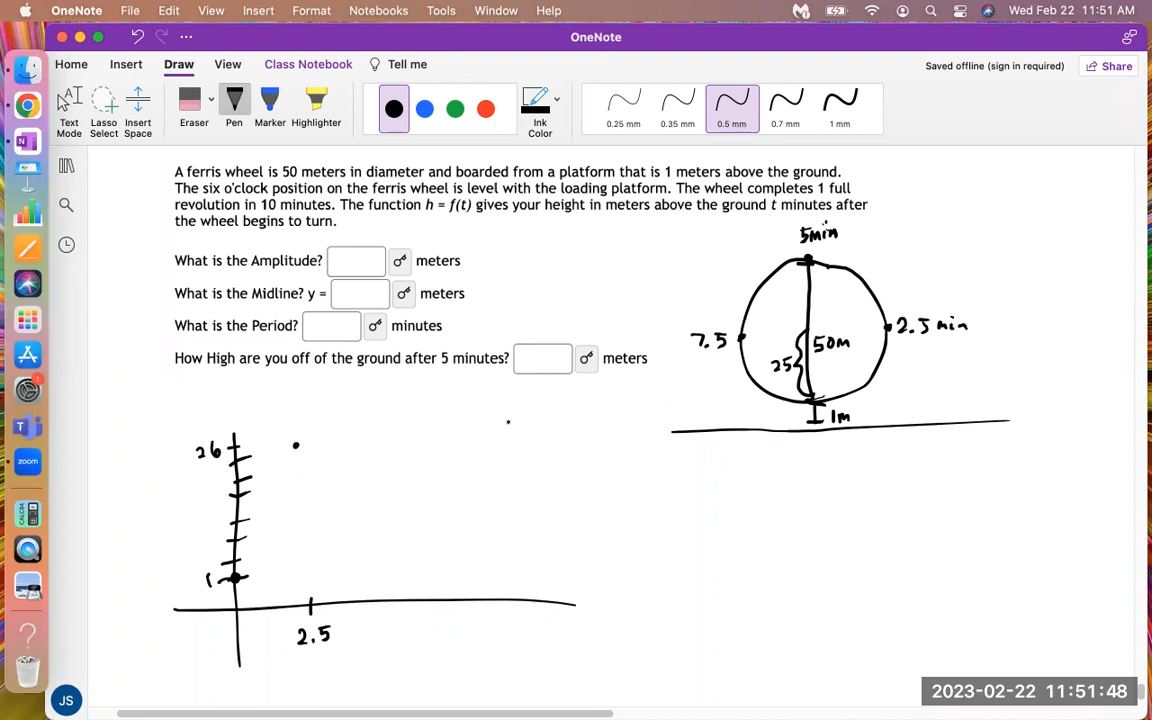 OneNote File Edit View Insert Format Notebooks Tools Window Help Wed Feb 22 11:51 AM
OneNote
Home Insert Draw View Class Notebook Tell me Saved offline (sign in required) Share
Text Mode Lasso Select Insert Space Eraser Pen Marker Highlighter Ink Color 0.25 mm 0.35 mm 0.5 mm 0.7 mm 1 mm
A ferris wheel is 50 meters in diameter and boarded from a platform that is 1 meters above the ground.
The six o'clock position on the ferris wheel is level with the loading platform. The wheel completes 1 full
revolution in 10 minutes. The function h = f(t) gives your height in meters above the ground t minutes after
the wheel begins to turn.
What is the Amplitude? meters
What is the Midline? y = meters
What is the Period? minutes
How High are you off of the ground after 5 minutes? meters
5min
7.5
2.5 min
50m
25
1m
26
1
2.5
zoom
JS
2023-02-22 11:51:48